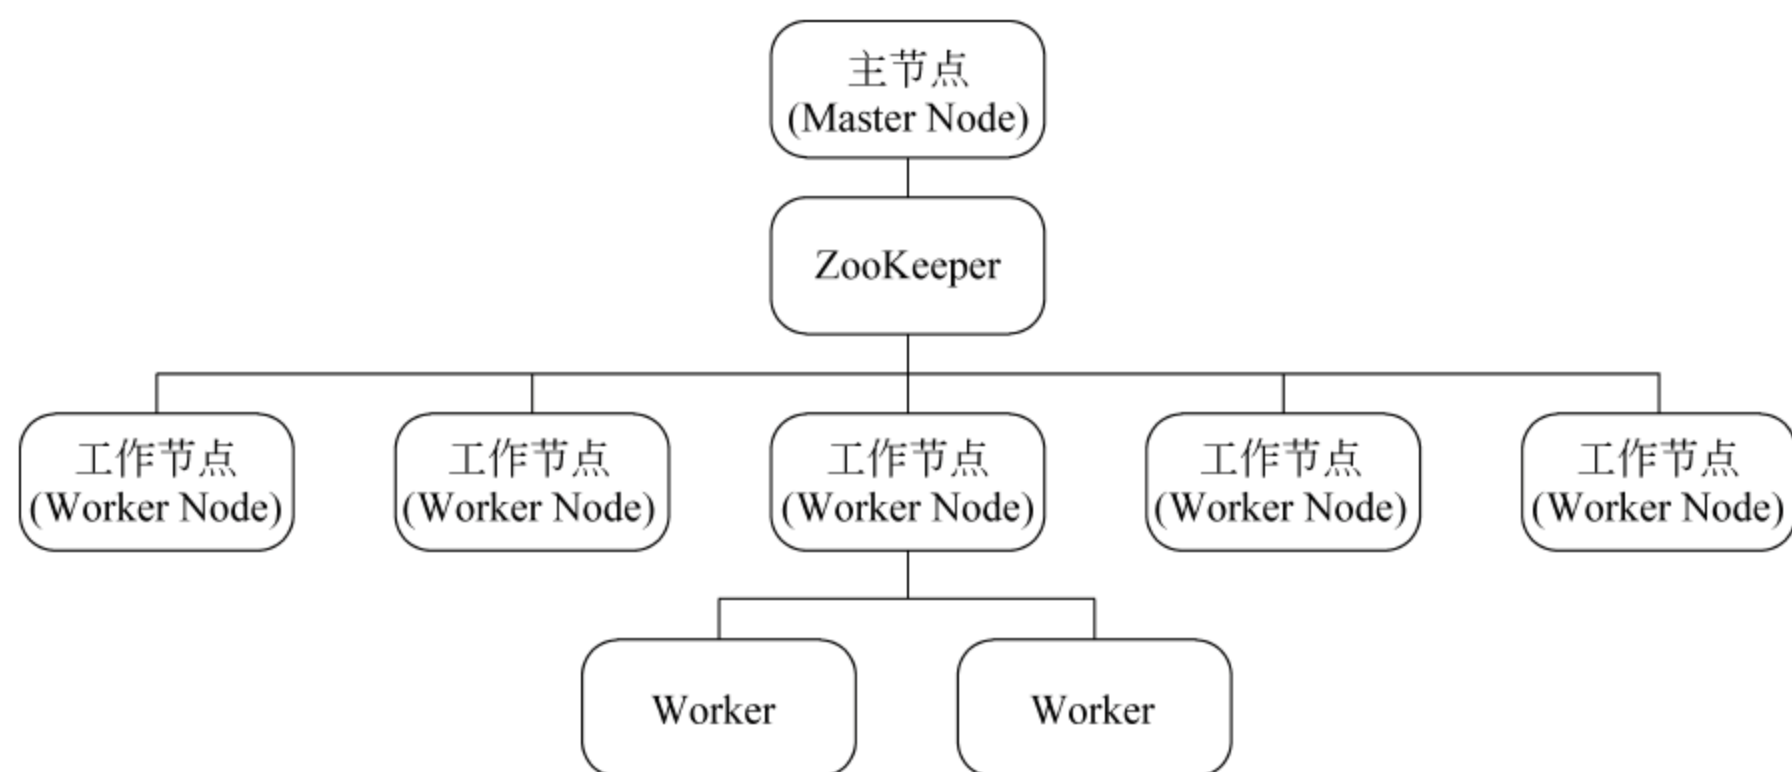 主节点
(Master Node)
ZooKeeper
工作节点
(Worker Node)
工作节点
(Worker Node)
工作节点
(Worker Node)
工作节点
(Worker Node)
工作节点
(Worker Node)
Worker
Worker